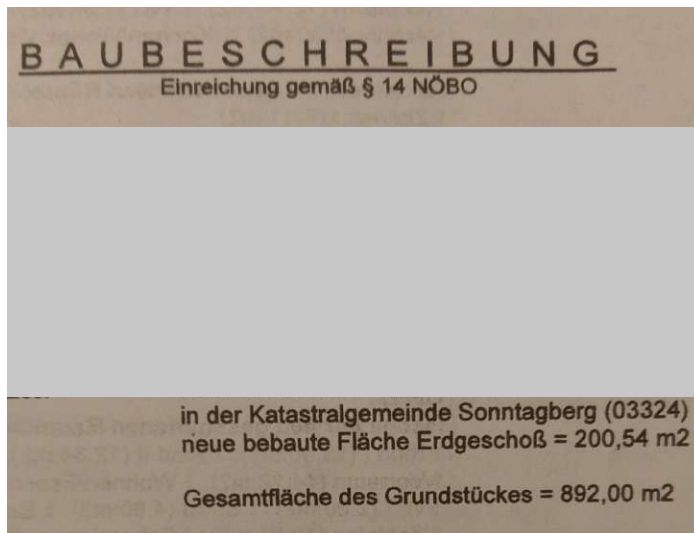 BAUBESCHREIBUNG
Einreichung gemäß § 14 NÖBO
in der Katastralgemeinde Sonntagberg (03324)
neue bebaute Fläche Erdgeschoß = 200,54 m2
Gesamtfläche des Grundstückes = 892,00 m2